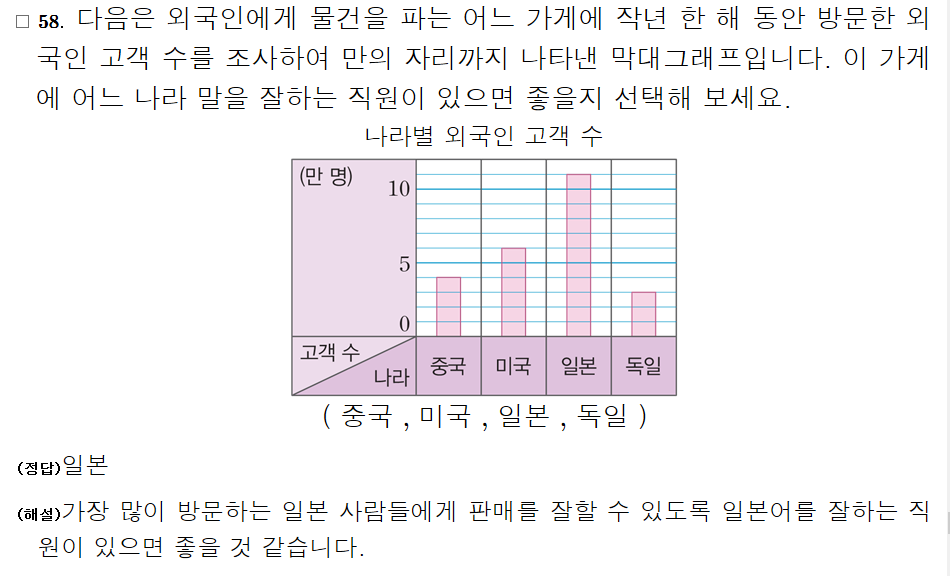 □ 58. 다음은 외국인에게 물건을 파는 어느 가게에 작년 한 해 동안 방문한 외
국인 고객 수를 조사하여 만의 자리까지 나타낸 막대그래프입니다. 이 가게
에 어느 나라 말을 잘하는 직원이 있으면 좋을지 선택해 보세요.
나라별 외국인 고객 수
(만 명)
10
5
0
고객 수
나라
중국 미국 일본 독일
( 중국 , 미국 , 일본 , 독일 )
(정답)일본
(해설)가장 많이 방문하는 일본 사람들에게 판매를 잘할 수 있도록 일본어를 잘하는 직
원이 있으면 좋을 것 같습니다.